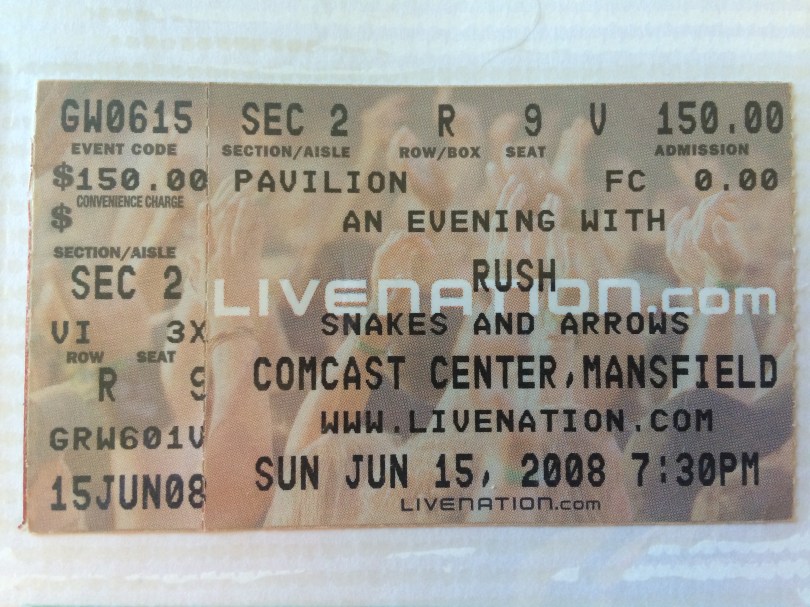 GW0615 SEC 2 R 9 V 150.00
EVENT CODE SECTION/AISLE ROW/BOX SEAT ADMISSION
$150.00 PAVILION FC 0.00
CONVENIENCE CHARGE
$ AN EVENING WITH
SECTION/AISLE RUSH
SEC 2 LIVENATION.com
VI 3X SNAKES AND ARROWS
ROW SEAT
R 9 COMCAST CENTER, MANSFIELD
GRW601V WWW.LIVENATION.COM
15JUN08 SUN JUN 15, 2008 7:30PM
LIVENATION.com